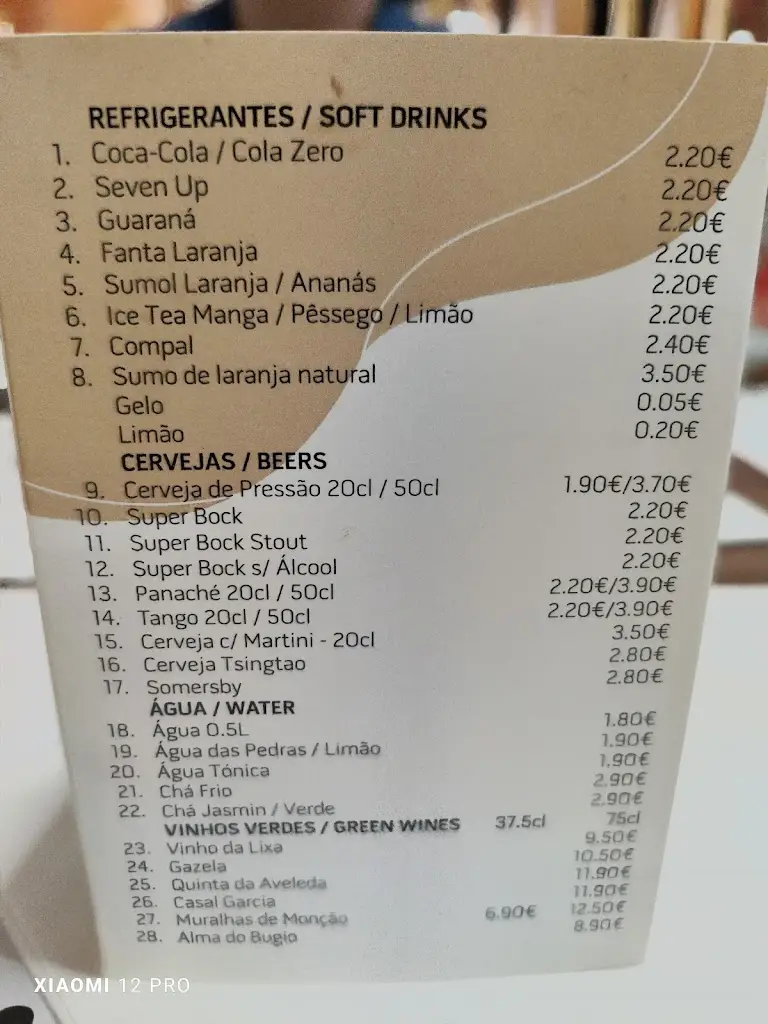 REFRIGERANTES / SOFT DRINKS
1. Coca-Cola / Cola Zero 2.20€
2. Seven Up 2.20€
3. Guaraná 2.20€
4. Fanta Laranja 2.20€
5. Sumol Laranja / Ananás 2.20€
6. Ice Tea Manga / Pêssego / Limão 2.20€
7. Compal 2.40€
8. Sumo de laranja natural 3.50€
Gelo 0.05€
Limão 0.20€
CERVEJAS / BEERS
9. Cerveja de Pressão 20cl / 50cl 1.90€/3.70€
10. Super Bock 2.20€
11. Super Bock Stout 2.20€
12. Super Bock s/ Álcool 2.20€
13. Panaché 20cl / 50cl 2.20€/3.90€
14. Tango 20cl / 50cl 2.20€/3.90€
15. Cerveja c/ Martini - 20cl 3.50€
16. Cerveja Tsingtao 2.80€
17. Somersby 2.80€
ÁGUA / WATER
18. Água 0.5L 1.80€
19. Água das Pedras / Limão 1.90€
20. Água Tónica 1.90€
21. Chá Frio 2.90€
22. Chá Jasmin / Verde 2.90€
VINHOS VERDES / GREEN WINES 37.5cl 75cl
23. Vinho da Lixa 9.50€
24. Gazela 10.50€
25. Quinta da Aveleda 11.90€
26. Casal Garcia 11.90€
27. Muralhas de Monção 6.90€ 12.50€
28. Alma do Bugio 8.90€
XIAOMI 12 PRO